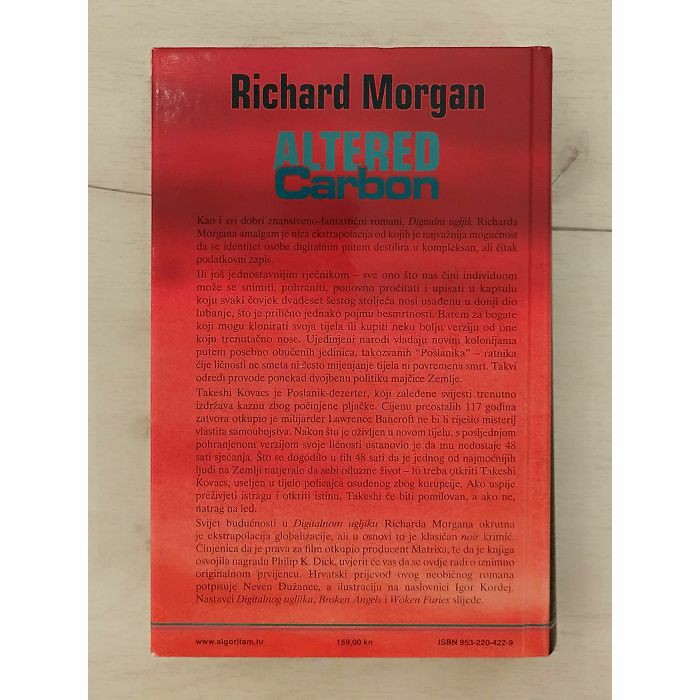 Richard Morgan
ALTERED
Carbon
Kao i svi dobri znanstveno-fantastični romani, Digitalni ugljik Richarda
Morgana amalgam je niza ekstrapolacija od kojih je najvažnija mogućnost
da se identitet osobe digitalnim putem destilira u kompleksan, ali čitak
podatkovni zapis.
Ili još jednostavnijim rječnikom – sve ono što nas čini individuom
može se snimiti, pohraniti, ponovno pročitati i upisati u kapsulu
koju svaki čovjek dvadeset šestog stoljeća nosi usađenu u donji dio
lubanje, što je prilično jednako pojmu besmrtnosti. Barem za bogate
koji mogu klonirati svoja tijela ili kupiti neku bolju verziju od one
koju trenutačno nose. Ujedinjeni narodi vladaju novim kolonijama
putem posebno obučenih jedinica, takozvanih "Poslanika" – ratnika
čije ličnosti ne smeta ni često mijenjanje tijela ni povremena smrt. Takvi
odredi provode ponekad dvojbenu politiku majčice Zemlje.
Takeshi Kovacs je Poslanik-dezerter, koji zaleđene svijesti trenutno
izdržava kaznu zbog počinjene pljačke. Cijenu preostalih 117 godina
zatvora otkupio je milijarder Lawrence Bancroft ne bi li riješio misterij
vlastita samoubojstva. Nakon što je oživljen u novom tijelu, s posljednjom
pohranjenom verzijom svoje ličnosti ustanovio je da mu nedostaje 48
sati sjećanja. Što se dogodilo u tih 48 sati da je jednog od najmoćnijih
ljudi na Zemlji natjeralo da sebi oduzme život – to treba otkriti Takeshi
Kovacs, useljen u tijelo policajca osuđenog zbog korupcije. Ako uspije
preživjeti istragu i otkriti istinu, Takeshi će biti pomilovan, a ako ne,
natrag na led.
Svijet budućnosti u Digitalnom ugljiku Richarda Morgana okrutna
je ekstrapolacija globalizacije, ali u osnovi to je klasičan noir krimić.
Činjenica da je prava za film otkupio producent Matrixa, te da je knjiga
osvojila nagradu Philip K. Dick, uvjerit će vas da se ovdje radi o iznimno
originalnom prvijencu. Hrvatski prijevod ovog neobičnog romana
potpisuje Neven Dužanec, a ilustraciju na naslovnici Igor Kordej.
Nastavci Digitalnog ugljika, Broken Angels i Woken Furies slijede.
www.algoritam.hr 159,00 kn ISBN 953-220-422-9